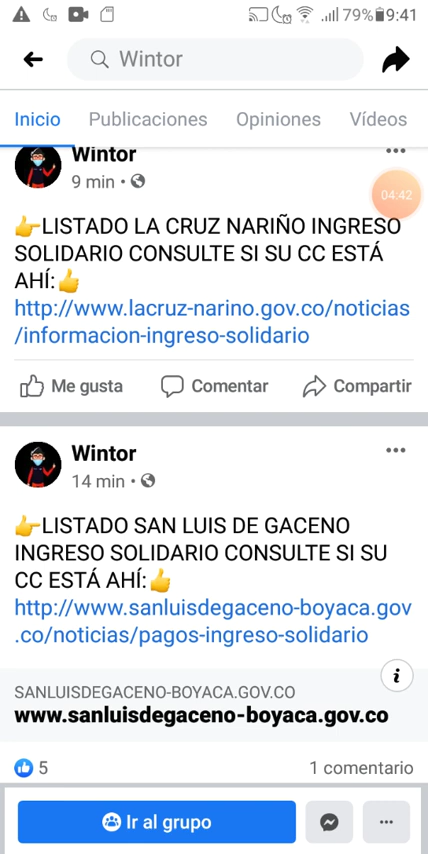 79% 9:41
Wintor
Inicio Publicaciones Opiniones Vídeos
Wintor
9 min
04:42
👉LISTADO LA CRUZ NARIÑO INGRESO
SOLIDARIO CONSULTE SI SU CC ESTÁ
AHÍ:👍
http://www.lacruz-narino.gov.co/noticias
/informacion-ingreso-solidario
Me gusta Comentar Compartir
Wintor
14 min
👉LISTADO SAN LUIS DE GACENO
INGRESO SOLIDARIO CONSULTE SI SU
CC ESTÁ AHÍ:👍
http://www.sanluisdegaceno-boyaca.gov
.co/noticias/pagos-ingreso-solidario
SANLUISDEGACENO-BOYACA.GOV.CO
www.sanluisdegaceno-boyaca.gov.co
5 1 comentario
Ir al grupo